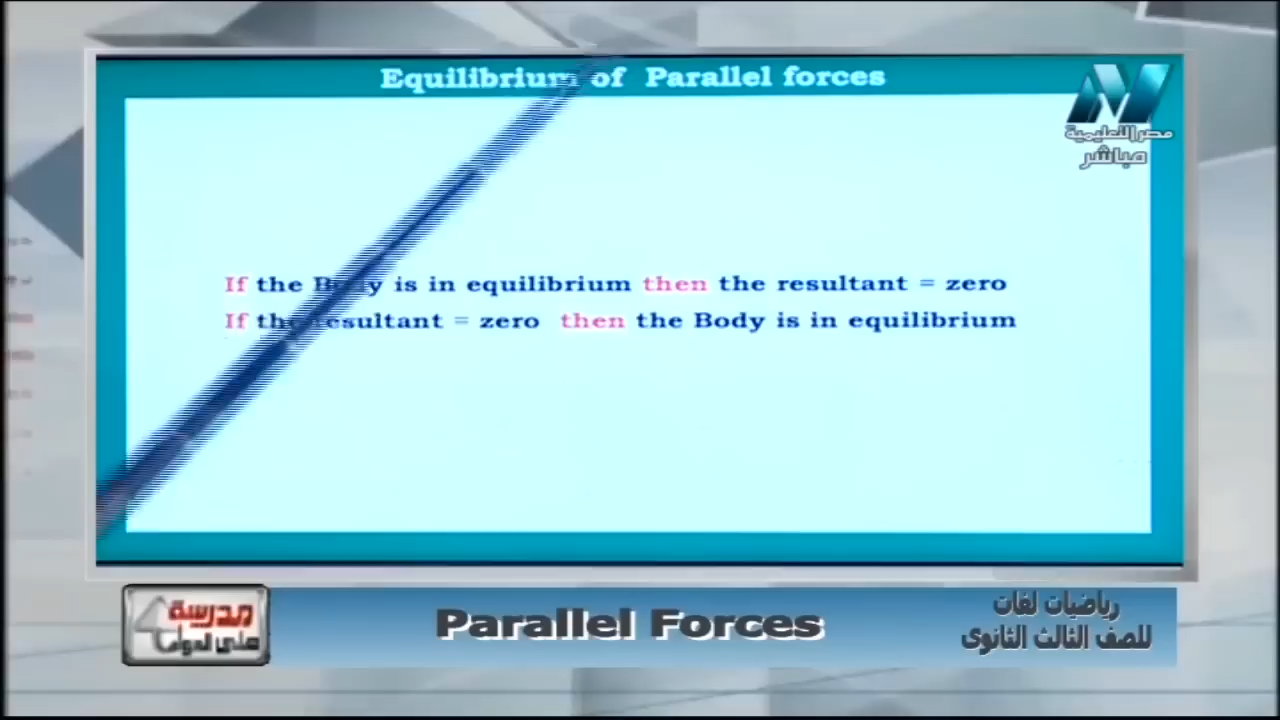 Equilibrium of Parallel forces
مصر التعليمية
مباشر
If the Body is in equilibrium then the resultant = zero
If the resultant = zero then the Body is in equilibrium
مدرسة
على الهواء
Parallel Forces
رياضيات لغات
للصف الثالث الثانوى